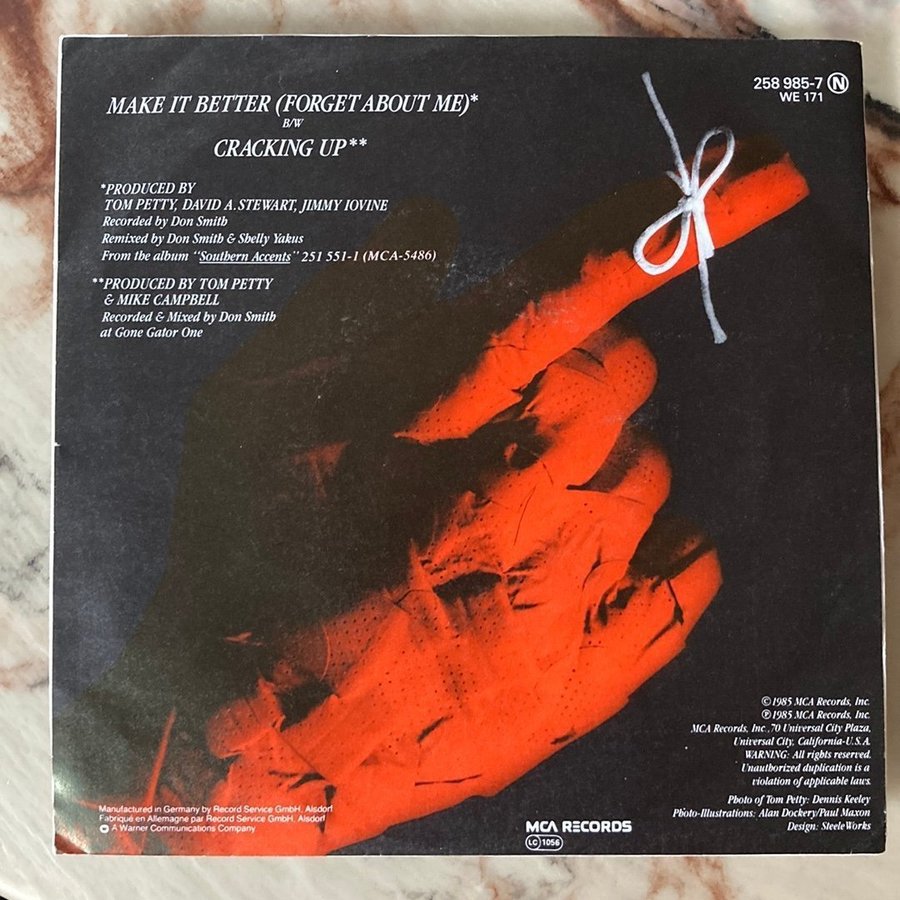 MAKE IT BETTER (FORGET ABOUT ME)*
B/W
CRACKING UP**
258 985-7 N
WE 171
*PRODUCED BY
TOM PETTY, DAVID A. STEWART, JIMMY IOVINE
Recorded by Don Smith
Remixed by Don Smith & Shelly Yakus
From the album "Southern Accents" 251 551-1 (MCA-5486)
**PRODUCED BY TOM PETTY
& MIKE CAMPBELL
Recorded & Mixed by Don Smith
at Gone Gator One
©1985 MCA Records, Inc.
℗1985 MCA Records, Inc.
MCA Records, Inc., 70 Universal City Plaza,
Universal City, California-U.S.A.
WARNING: All rights reserved.
Unauthorized duplication is a
violation of applicable laws.
Photo of Tom Petty: Dennis Keeley
Photo-Illustrations: Alan Dockery/Paul Maxon
Design: SteeleWorks
Manufactured in Germany by Record Service GmbH, Alsdorf
Fabriqué en Allemagne par Record Service GmbH, Alsdorf
A Warner Communications Company
MCA RECORDS
LC 1056